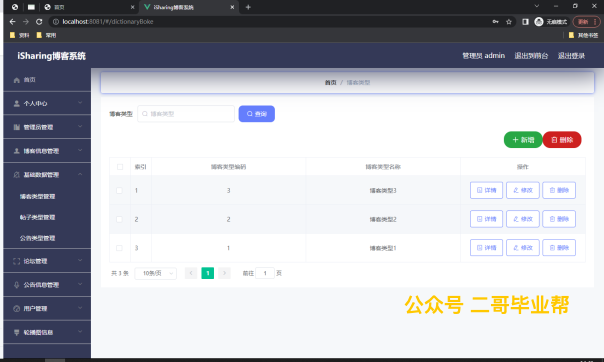 首页
iSharing博客系统
localhost:8081/#/dictionaryBoke
无痕模式
更新
资料
常用
其他书签
iSharing博客系统
管理员 admin
退出到前台
退出登录
首页
个人中心
管理员管理
博客信息管理
基础数据管理
博客类型管理
帖子类型管理
公告类型管理
论坛管理
公告信息管理
用户管理
轮播图信息
首页 / 博客类型
博客类型 博客类型 查询
+ 新增 删除
索引 博客类型编码 博客类型名称 操作
1 3 博客类型3 详情 修改 删除
2 2 博客类型2 详情 修改 删除
3 1 博客类型1 详情 修改 删除
共 3 条 10条/页 1 前往 1 页
公众号 二哥毕业帮